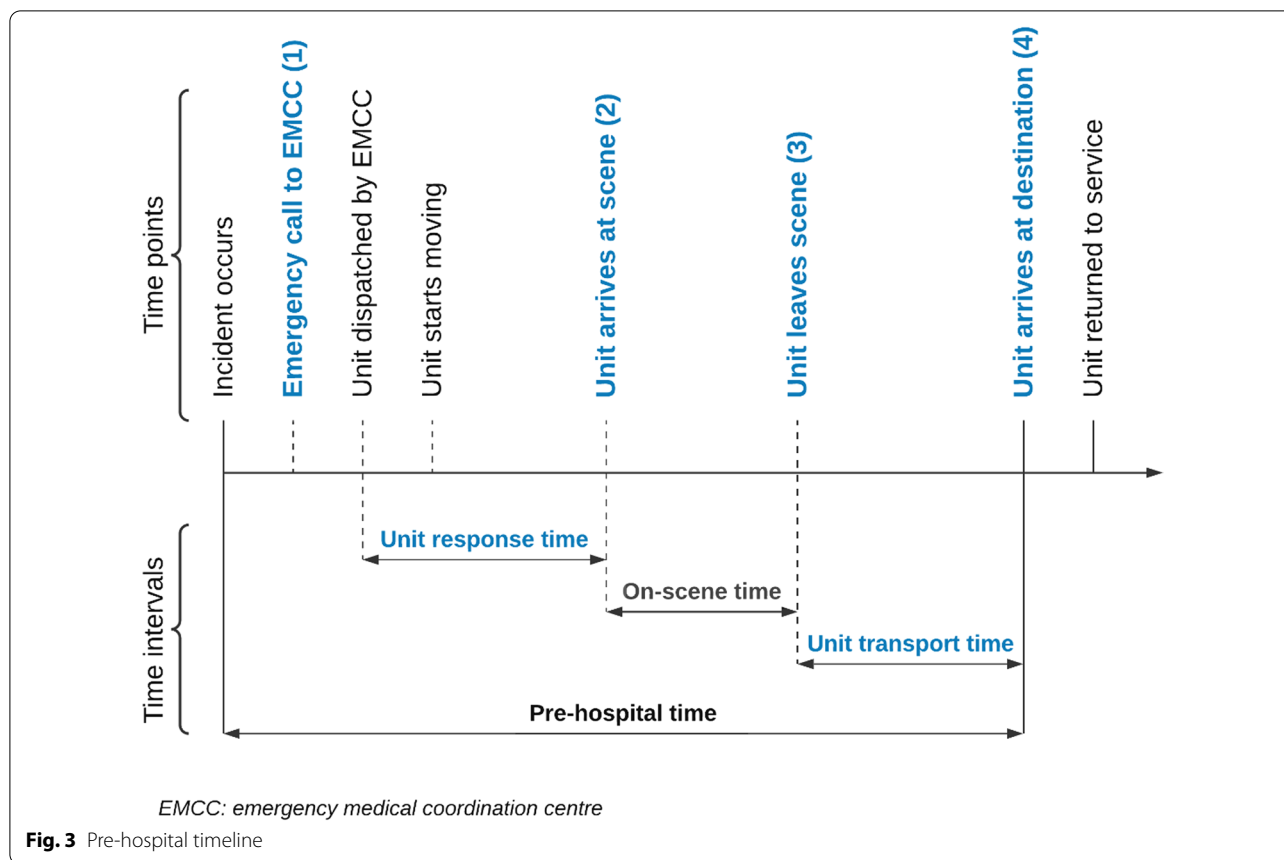 Time points
Incident occurs
Emergency call to EMCC (1)
Unit dispatched by EMCC
Unit starts moving
Unit arrives at scene (2)
Unit leaves scene (3)
Unit arrives at destination (4)
Unit returned to service
Time intervals
Unit response time
On-scene time
Unit transport time
Pre-hospital time
EMCC: emergency medical coordination centre
Fig. 3 Pre-hospital timeline